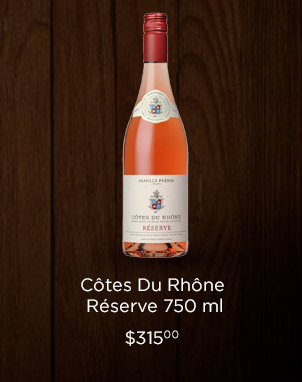 FAMILLE PERRIN
CÔTES DU RHÔNE
RÉSERVE
Côtes Du Rhône
Réserve 750 ml
$315⁰⁰